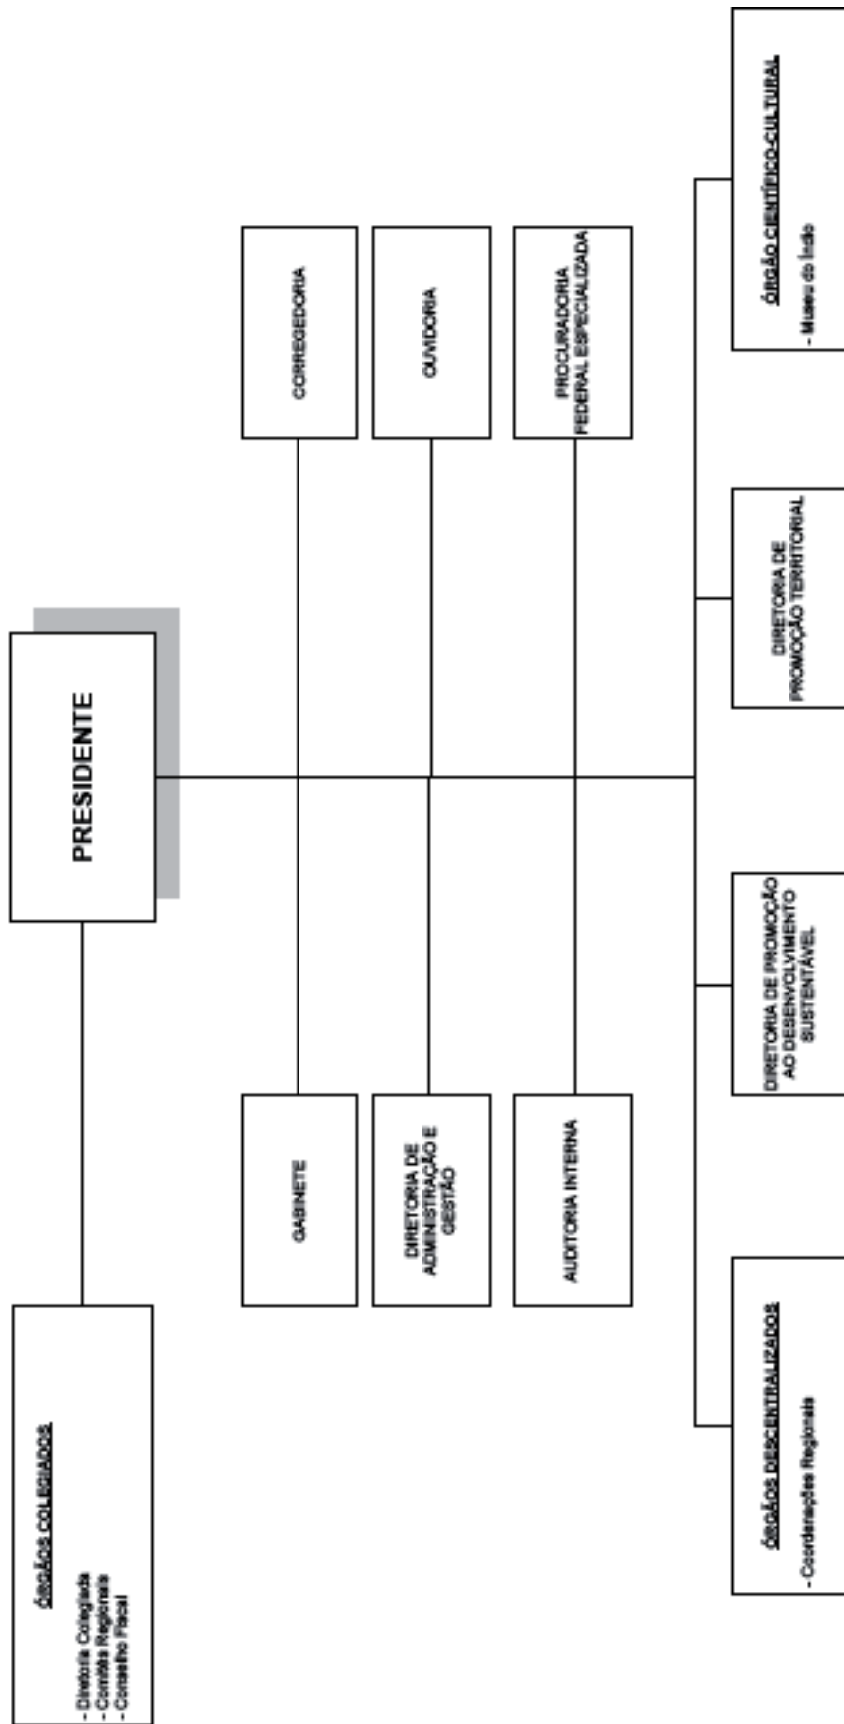 PRESIDENTE
ÓRGÃOS COLEGIADOS
- Diretoria Colegiada
- Comitês Regionais
- Conselho Fiscal
GABINETE
CORREGEDORIA
DIRETORIA DE
ADMINISTRAÇÃO E
GESTÃO
OUVIDORIA
AUDITORIA INTERNA
PROCURADORIA
FEDERAL ESPECIALIZADA
ÓRGÃOS DESCENTRALIZADOS
- Coordenações Regionais
DIRETORIA DE PROMOÇÃO
AO DESENVOLVIMENTO
SUSTENTÁVEL
DIRETORIA DE
PROMOÇÃO TERRITORIAL
ÓRGÃO CIENTÍFICO-CULTURAL
- Museu do Índio